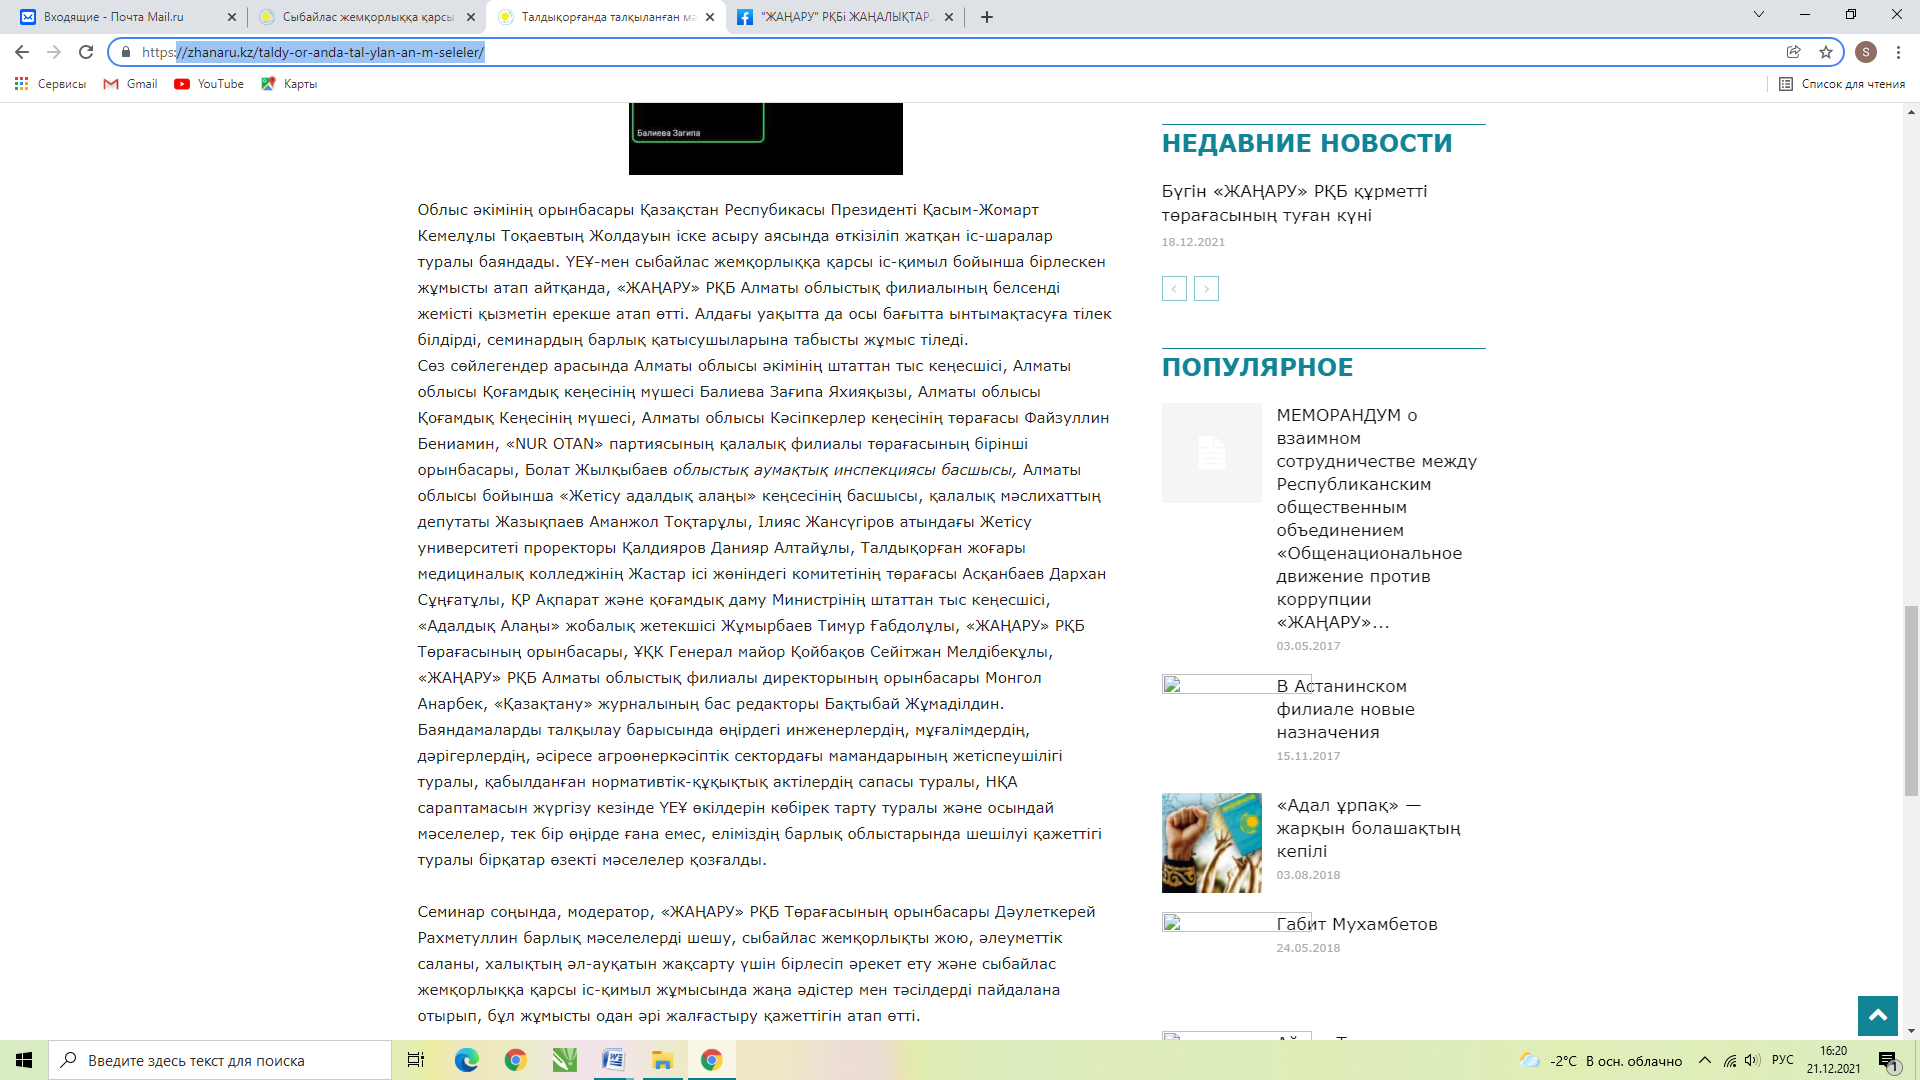 Входящие - Почта Mail.ru
Сыбайлас жемқорлыққа қарсы
Талдықорғанда талқыланған м
"ЖАҢАРУ" РҚБі ЖАҢАЛЫҚТАР
https://zhanaru.kz/taldy-or-anda-tal-ylan-an-m-seleler/
S
Сервисы
Gmail
YouTube
Карты
Список для чтения
Балиева Загипа
Облыс әкімінің орынбасары Қазақстан Респубикасы Президенті Қасым-Жомарт
Кемелұлы Тоқаевтың Жолдауын іске асыру аясында өткізіліп жатқан іс-шаралар
туралы баяндады. ҮЕҰ-мен сыбайлас жемқорлыққа қарсы іс-қимыл бойынша бірлескен
жұмысты атап айтқанда, «ЖАҢАРУ» РҚБ Алматы облыстық филиалының белсенді
жемісті қызметін ерекше атап өтті. Алдағы уақытта да осы бағытта ынтымақтасуға тілек
білдірді, семинардың барлық қатысушыларына табысты жұмыс тіледі.
Сөз сөйлегендер арасында Алматы облысы әкімінің штаттан тыс кеңесшісі, Алматы
облысы Қоғамдық кеңесінің мүшесі Балиева Зағипа Яхияқызы, Алматы облысы
Қоғамдық Кеңесінің мүшесі, Алматы облысы Кәсіпкерлер кеңесінің төрағасы Файзуллин
Бениамин, «NUR OTAN» партиясының қалалық филиалы төрағасының бірінші
орынбасары, Болат Жылқыбаев облыстық аумақтық инспекциясы басшысы, Алматы
облысы бойынша «Жетісу адалдық алаңы» кеңсесінің басшысы, қалалық мәслихаттың
депутаты Жазықпаев Аманжол Тоқтарұлы, Ілияс Жансүгіров атындағы Жетісу
университеті проректоры Қалдияров Данияр Алтайұлы, Талдықорған жоғары
медициналық колледжінің Жастар ісі жөніндегі комитетінің төрағасы Асқанбаев Дархан
Сұңғатұлы, ҚР Ақпарат және қоғамдық даму Министрінің штаттан тыс кеңесшісі,
«Адалдық Алаңы» жобалық жетекшісі Жұмырбаев Тимур Ғабдолұлы, «ЖАҢАРУ» РҚБ
Төрағасының орынбасары, ҰҚК Генерал майор Қойбақов Сейітжан Мелдібекұлы,
«ЖАҢАРУ» РҚБ Алматы облыстық филиалы директорының орынбасары Монгол
Анарбек, «Қазақтану» журналының бас редакторы Бақтыбай Жұмаділдин.
Баяндамаларды талқылау барысында өңірдегі инженерлердің, мұғалімдердің,
дәрігерлердің, әсіресе агроөнеркәсіптік сектордағы мамандарының жетіспеушілігі
туралы, қабылданған нормативтік-құқықтық актілердің сапасы туралы, НҚА
сараптамасын жүргізу кезінде ҮЕҰ өкілдерін көбірек тарту туралы және осындай
мәселелер, тек бір өңірде ғана емес, еліміздің барлық облыстарында шешілуі қажеттігі
туралы бірқатар өзекті мәселелер қозғалды.
Семинар соңында, модератор, «ЖАҢАРУ» РҚБ Төрағасының орынбасары Дәулеткерей
Рахметуллин барлық мәселелерді шешу, сыбайлас жемқорлықты жою, әлеуметтік
саланы, халықтың әл-ауқатын жақсарту үшін бірлесіп әрекет ету және сыбайлас
жемқорлыққа қарсы іс-қимыл жұмысында жаңа әдістер мен тәсілдерді пайдалана
отырып, бұл жұмысты одан әрі жалғастыру қажеттігін атап өтті.
НЕДАВНИЕ НОВОСТИ
Бүгін «ЖАҢАРУ» РҚБ құрметті
төрағасының туған күні
18.12.2021
ПОПУЛЯРНОЕ
МЕМОРАНДУМ о
взаимном
сотрудничестве между
Республиканским
общественным
объединением
«Общенациональное
движение против
коррупции
«ЖАҢАРУ»...
03.05.2017
В Астанинском
филиале новые
назначения
15.11.2017
«Адал ұрпақ» —
жарқын болашақтың
кепілі
03.08.2018
Габит Мухамбетов
24.05.2018
Введите здесь текст для поиска
-2°C В осн. облачно
РУС
16:20
21.12.2021
1